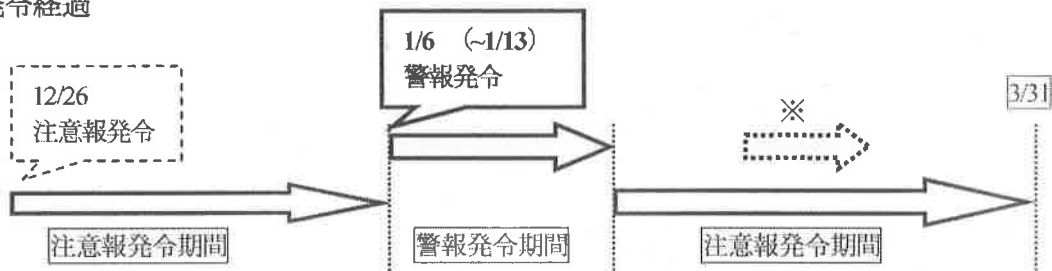 令経過
1/6 (~1/13)
警報発令
12/26
注意報発令
※
3/31
注意報発令期間
警報発令期間
注意報発令期間